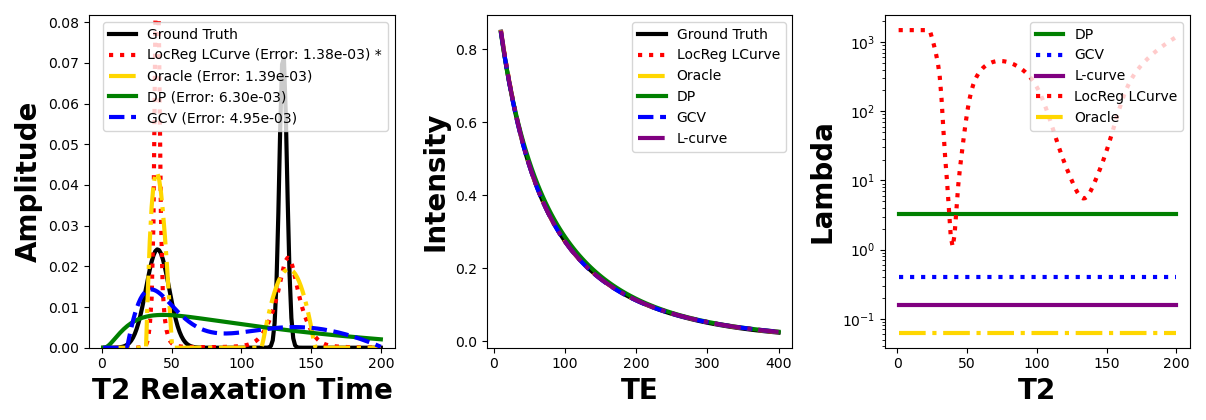 Amplitude
0.08
0.07
0.06
0.05
0.04
0.03
0.02
0.01
0.00
Ground Truth
LocReg LCurve (Error: 1.38e-03) *
Oracle (Error: 1.39e-03)
DP (Error: 6.30e-03)
GCV (Error: 4.95e-03)
0 50 100 150 200
T2 Relaxation Time
Intensity
0.8
0.6
0.4
0.2
0.0
Ground Truth
LocReg LCurve
Oracle
DP
GCV
L-curve
0 100 200 300 400
TE
Lambda
10³
10²
10¹
10⁰
10⁻¹
DP
GCV
L-curve
LocReg LCurve
Oracle
0 50 100 150 200
T2